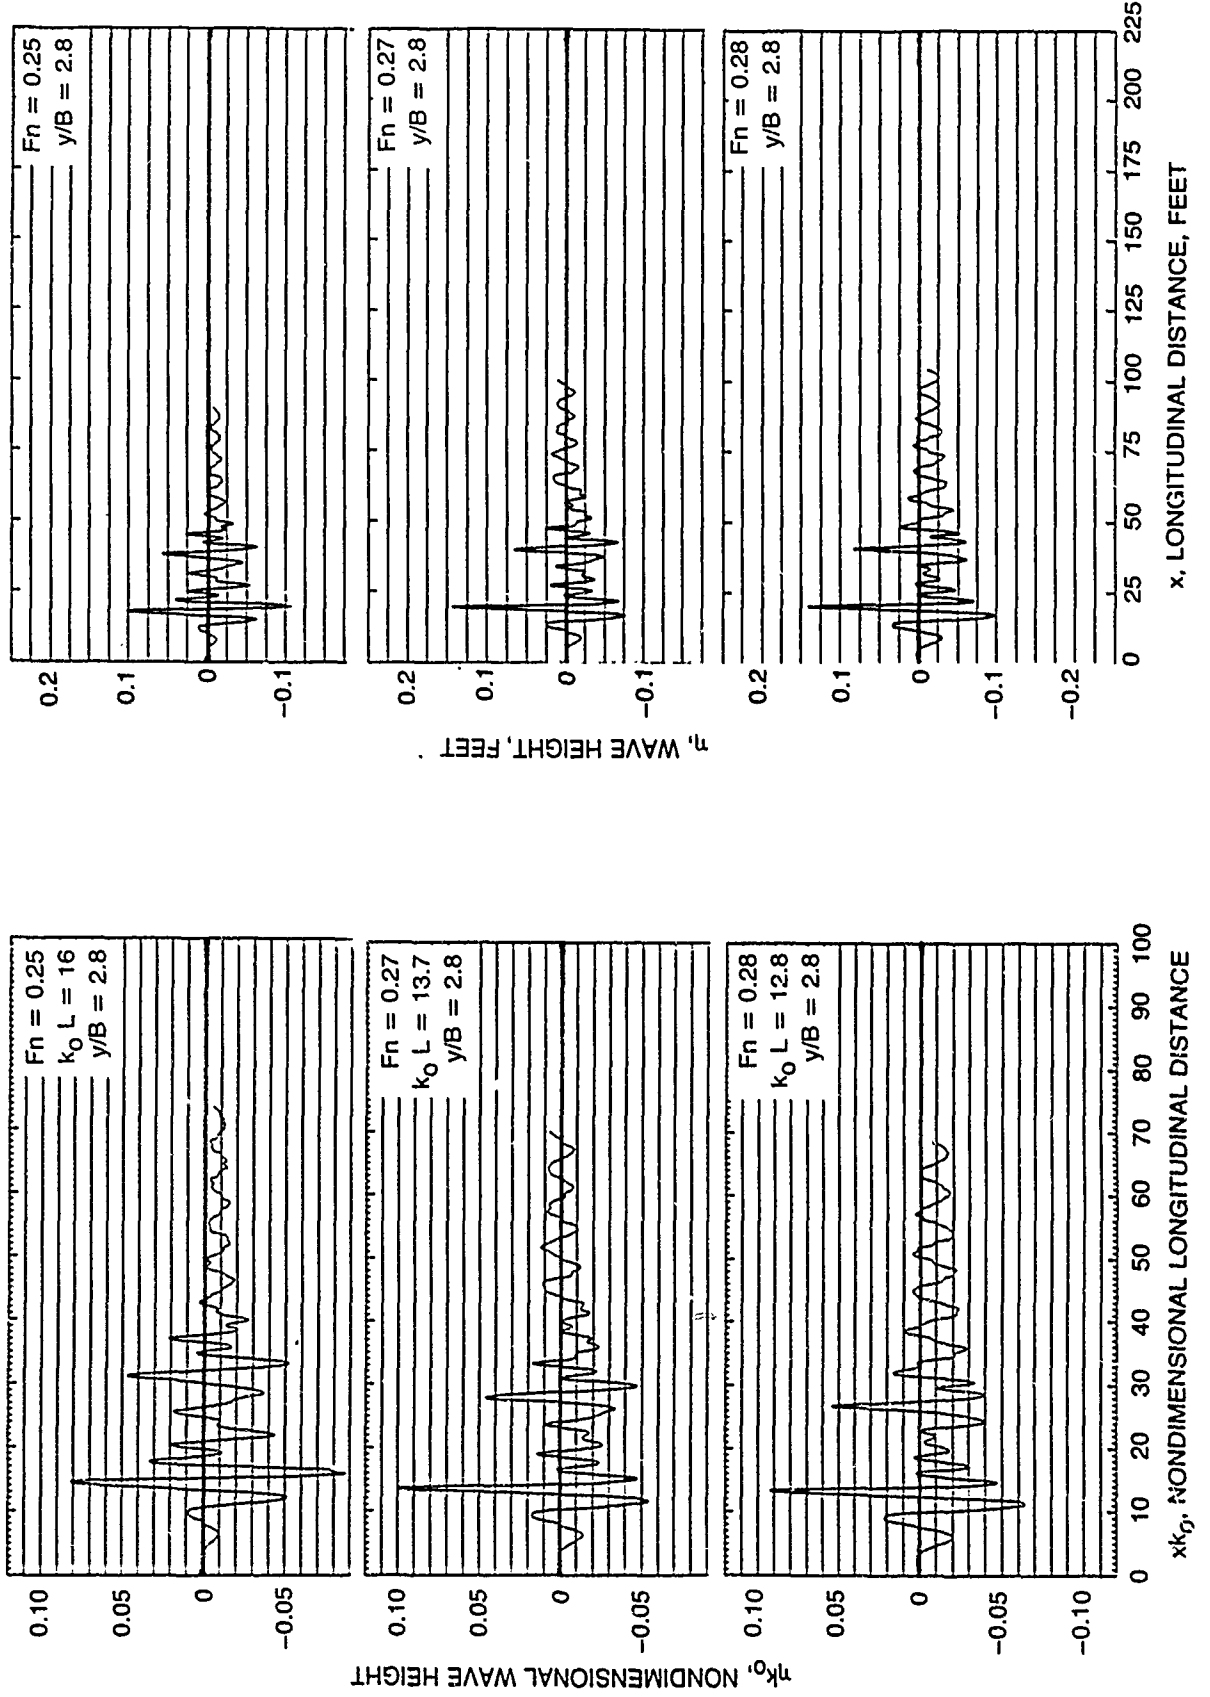 ηk₀, NONDIMENSIONAL WAVE HEIGHT
0.10
0.05
0
−0.05
Fn = 0.25
k₀ L = 16
y/B = 2.8
0.10
0.05
0
−0.05
Fn = 0.27
k₀ L = 13.7
y/B = 2.8
0.10
0.05
0
−0.05
−0.10
Fn = 0.28
k₀ L = 12.8
y/B = 2.8
0 10 20 30 40 50 60 70 80 90 100
xk₀, NONDIMENSIONAL LONGITUDINAL DISTANCE
η, WAVE HEIGHT, FEET
0.2
0.1
0
−0.1
Fn = 0.25
y/B = 2.8
0.2
0.1
0
−0.1
Fn = 0.27
y/B = 2.8
0.2
0.1
0
−0.1
−0.2
Fn = 0.28
y/B = 2.8
0 25 50 75 100 125 150 175 200 225
x, LONGITUDINAL DISTANCE, FEET